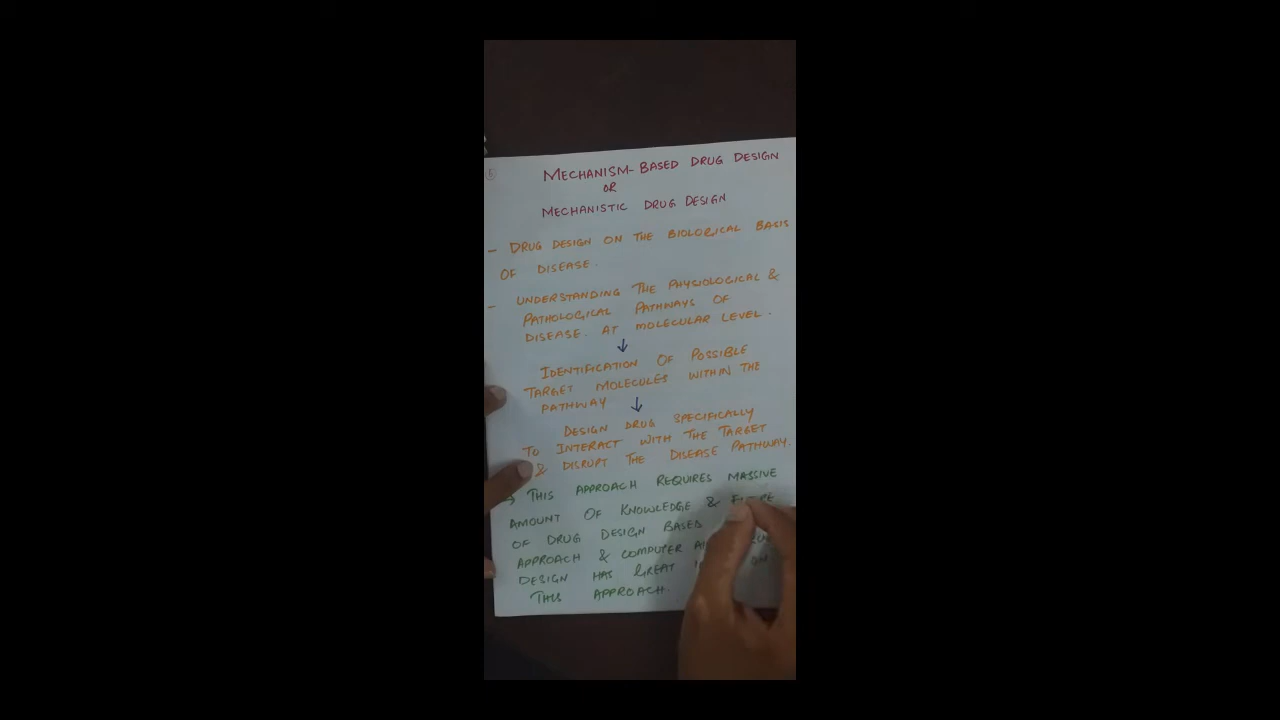 5
MECHANISM-BASED DRUG DESIGN
OR
MECHANISTIC DRUG DESIGN
- DRUG DESIGN ON THE BIOLOGICAL BASIS
OF DISEASE.
- UNDERSTANDING THE PHYSIOLOGICAL &
PATHOLOGICAL PATHWAYS OF
DISEASE. AT MOLECULAR LEVEL.
↓
IDENTIFICATION OF POSSIBLE
TARGET MOLECULES WITHIN THE
PATHWAY ↓
DESIGN DRUG SPECIFICALLY
TO INTERACT WITH THE TARGET
& DISRUPT THE DISEASE PATHWAY.
→ THIS APPROACH REQUIRES MASSIVE
AMOUNT OF KNOWLEDGE &
OF DRUG DESIGN BASED
APPROACH & COMPUTER
DESIGN HAS GREAT ON
THIS APPROACH.